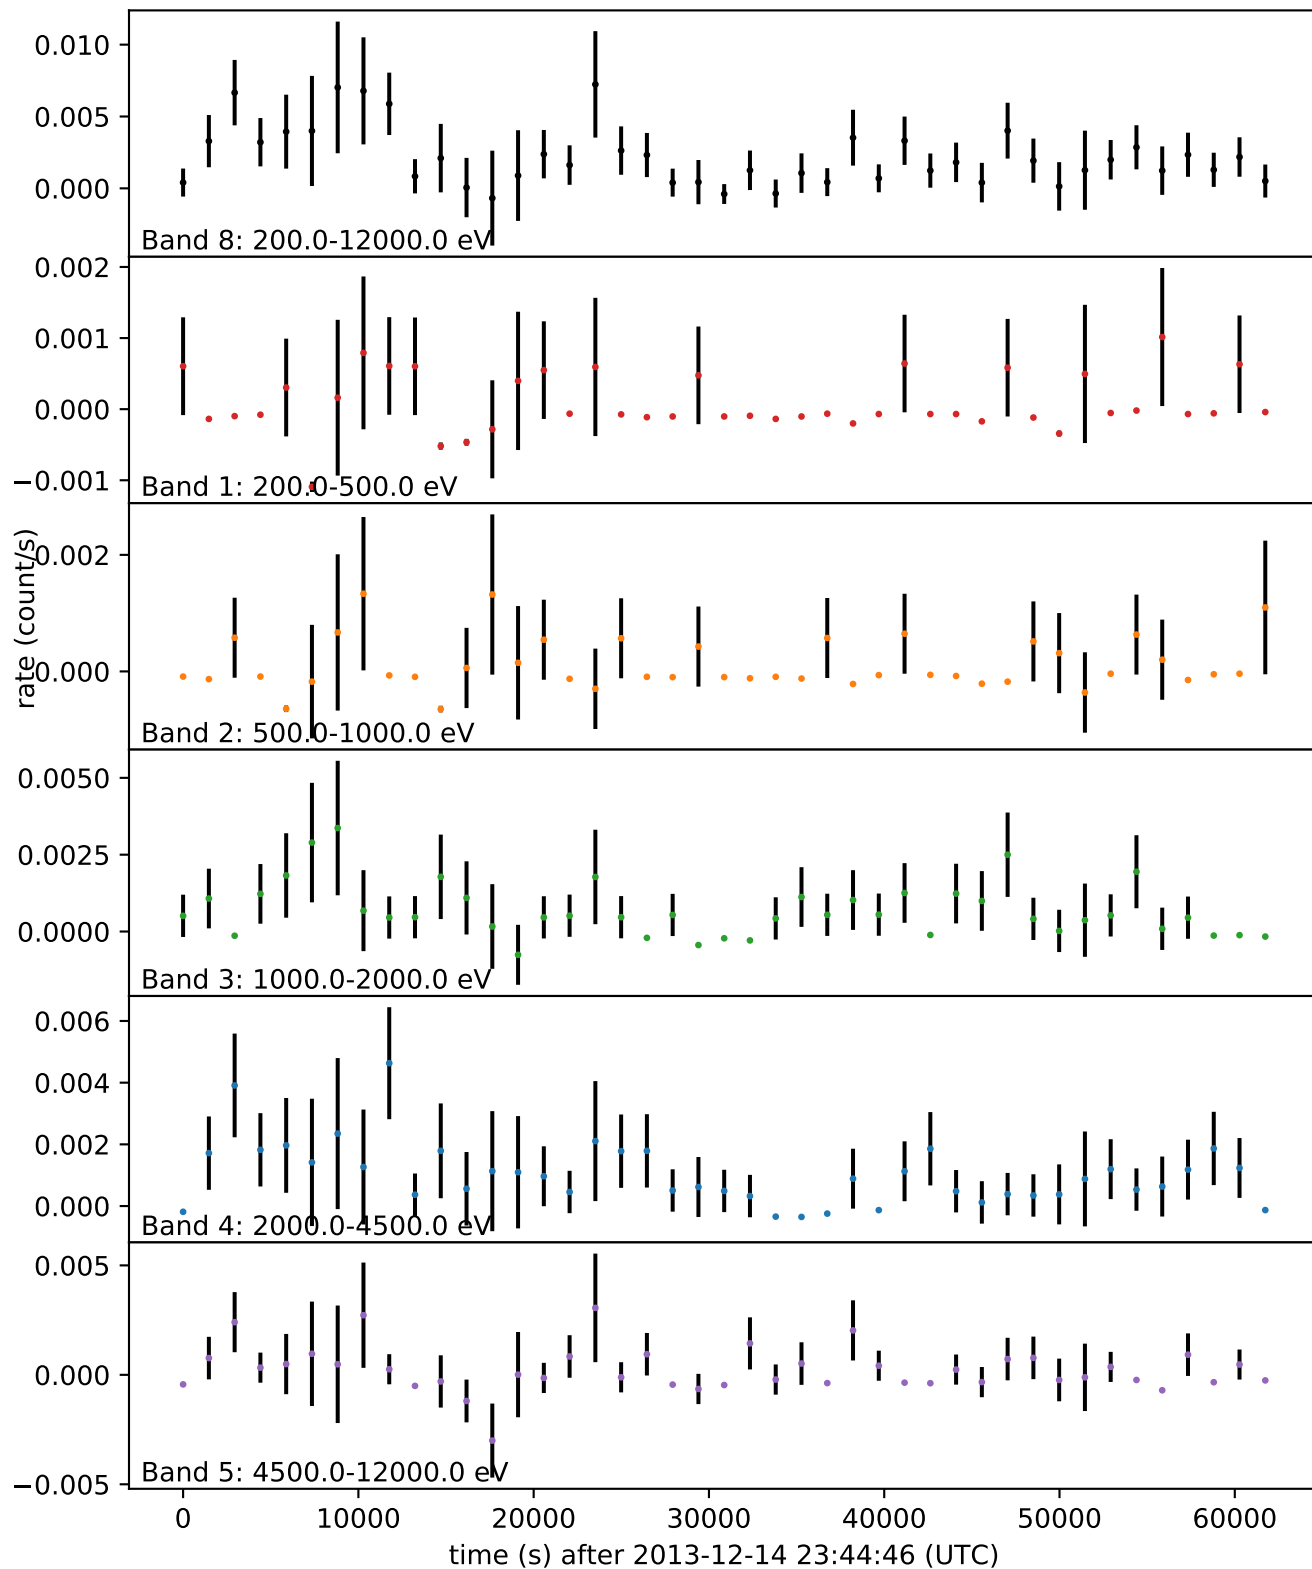 0.010
0.005
0.000
Band 8: 200.0-12000.0 eV
0.002
0.001
0.000
−0.001
Band 1: 200.0-500.0 eV
rate (count/s)
0.002
0.000
Band 2: 500.0-1000.0 eV
0.0050
0.0025
0.0000
Band 3: 1000.0-2000.0 eV
0.006
0.004
0.002
0.000
Band 4: 2000.0-4500.0 eV
0.005
0.000
−0.005
Band 5: 4500.0-12000.0 eV
0 10000 20000 30000 40000 50000 60000
time (s) after 2013-12-14 23:44:46 (UTC)